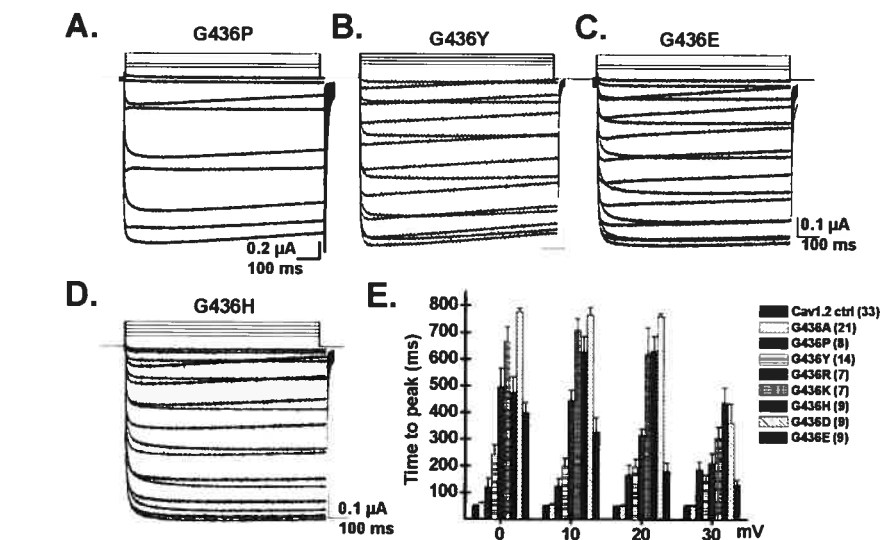 A.
G436P
0.2 µA
100 ms
B.
G436Y
C.
G436E
0.1 µA
100 ms
D.
G436H
0.1 µA
100 ms
E.
Time to peak (ms)
800
700
600
500
400
300
200
100
0 10 20 30 mV
Cav1.2 ctrl (33)
G436A (21)
G436P (8)
G436Y (14)
G436R (7)
G436K (7)
G436H (9)
G436D (9)
G436E (9)